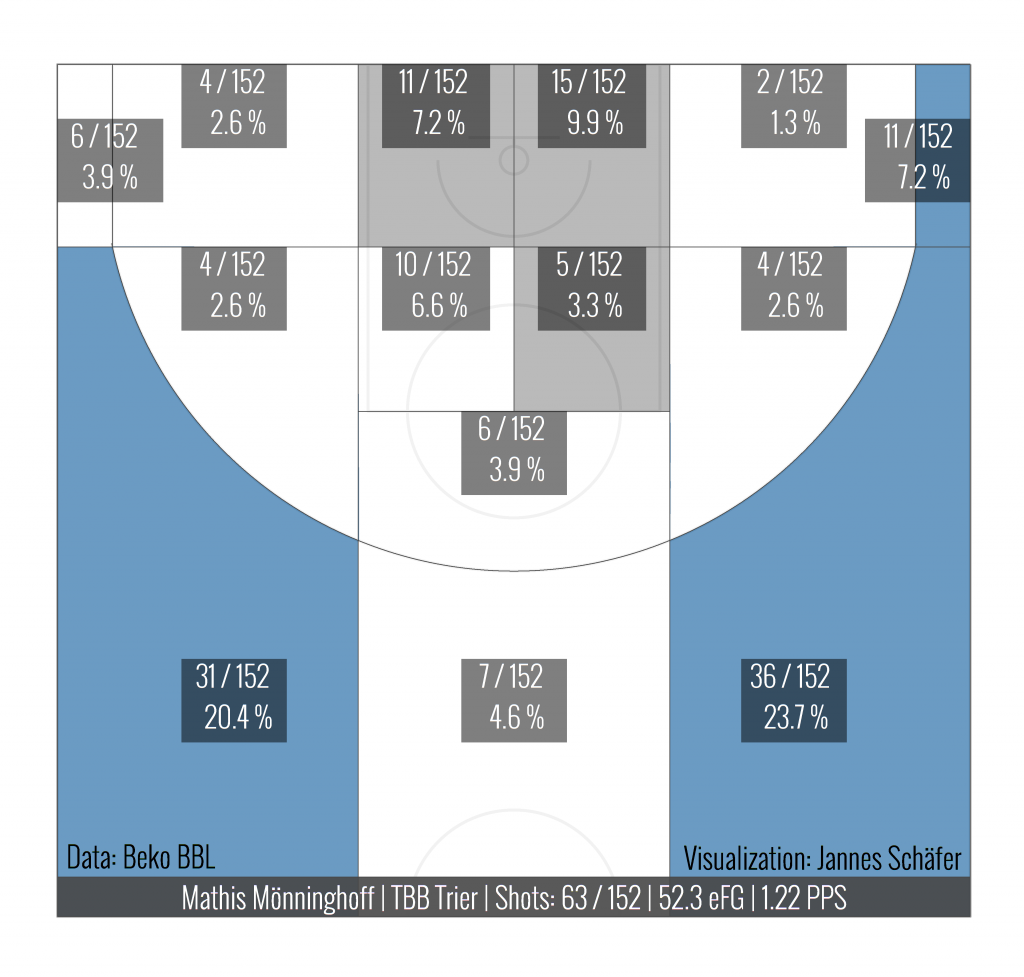 4 / 152
2.6 %
11 / 152
7.2 %
15 / 152
9.9 %
2 / 152
1.3 %
6 / 152
3.9 %
11 / 152
7.2 %
4 / 152
2.6 %
10 / 152
6.6 %
5 / 152
3.3 %
4 / 152
2.6 %
6 / 152
3.9 %
31 / 152
20.4 %
7 / 152
4.6 %
36 / 152
23.7 %
Data: Beko BBL
Visualization: Jannes Schäfer
Mathis Mönninghoff | TBB Trier | Shots: 63 / 152 | 52.3 eFG | 1.22 PPS